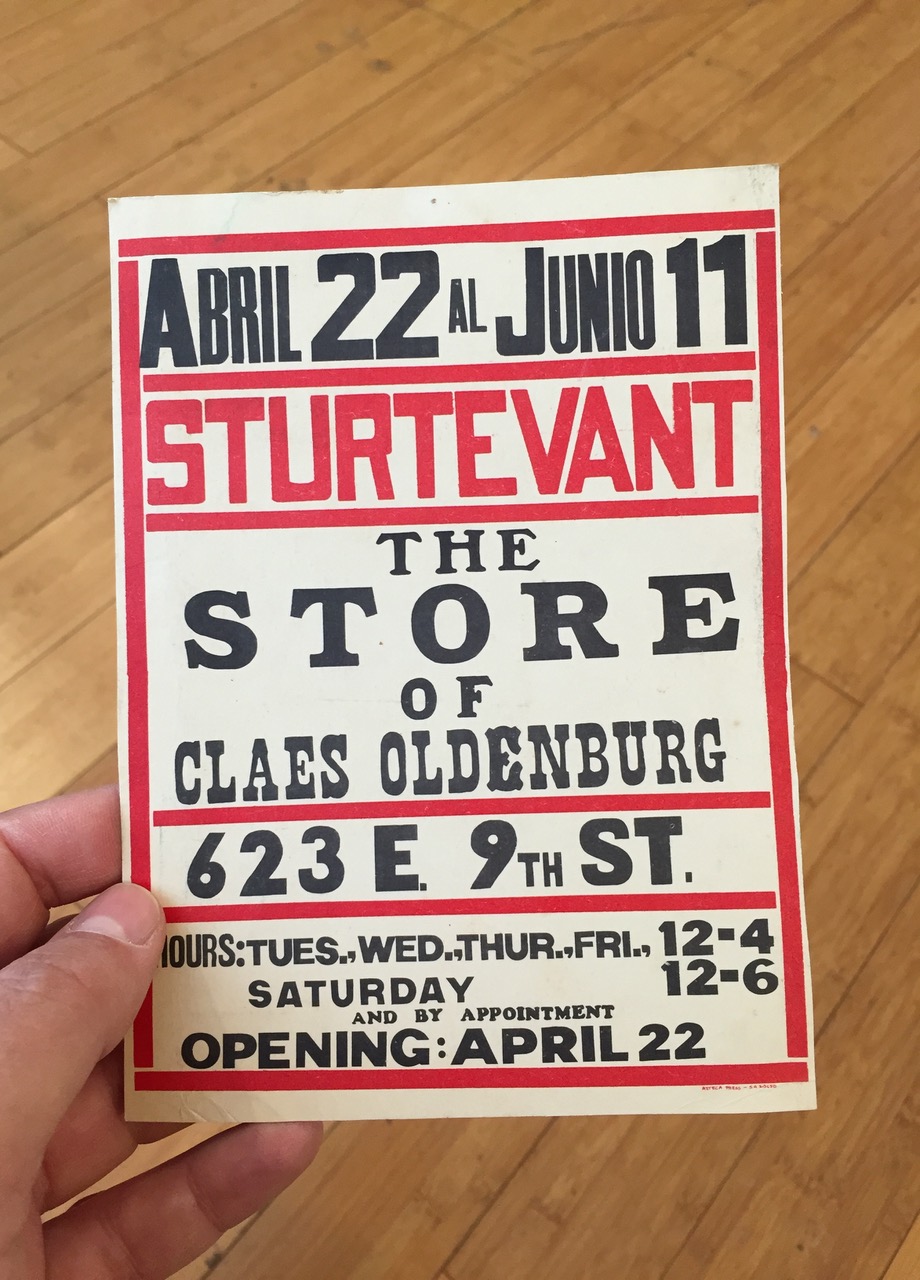 ABRIL 22 AL JUNIO 11
STURTEVANT
THE
STORE
OF
CLAES OLDENBURG
623 E. 9TH ST.
HOURS: TUES., WED., THUR., FRI., 12-4
SATURDAY 12-6
AND BY APPOINTMENT
OPENING: APRIL 22